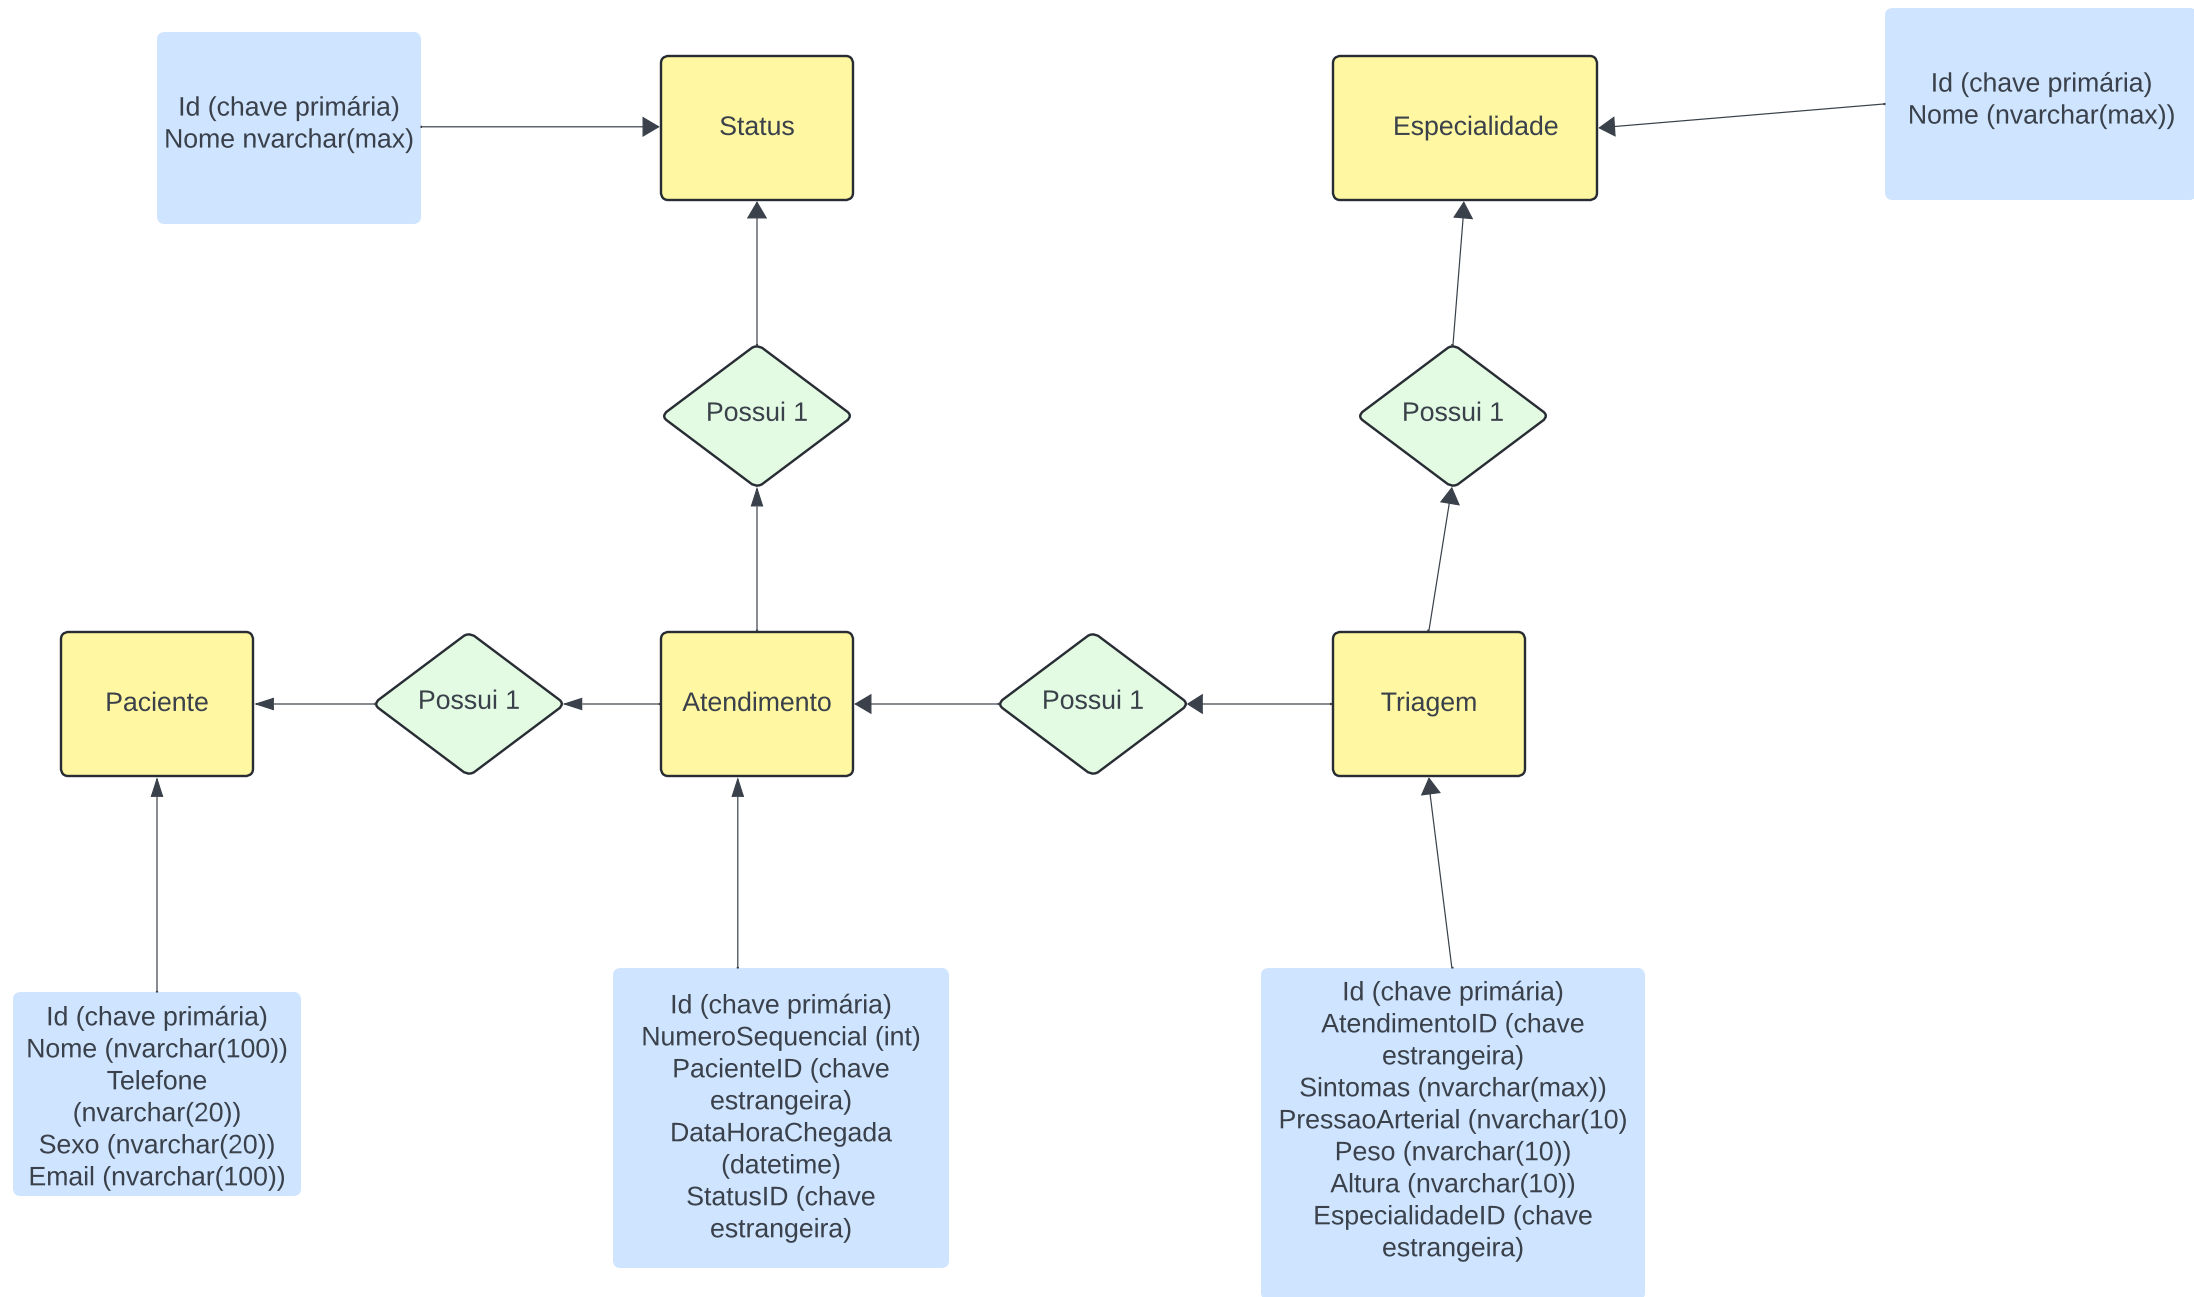 Id (chave primária)
Nome nvarchar(max)
Status
Especialidade
Id (chave primária)
Nome (nvarchar(max))
Possui 1
Possui 1
Paciente
Possui 1
Atendimento
Possui 1
Triagem
Id (chave primária)
Nome (nvarchar(100))
Telefone
(nvarchar(20))
Sexo (nvarchar(20))
Email (nvarchar(100))
Id (chave primária)
NumeroSequencial (int)
PacienteID (chave
estrangeira)
DataHoraChegada
(datetime)
StatusID (chave
estrangeira)
Id (chave primária)
AtendimentoID (chave
estrangeira)
Sintomas (nvarchar(max))
PressaoArterial (nvarchar(10)
Peso (nvarchar(10))
Altura (nvarchar(10))
EspecialidadeID (chave
estrangeira)